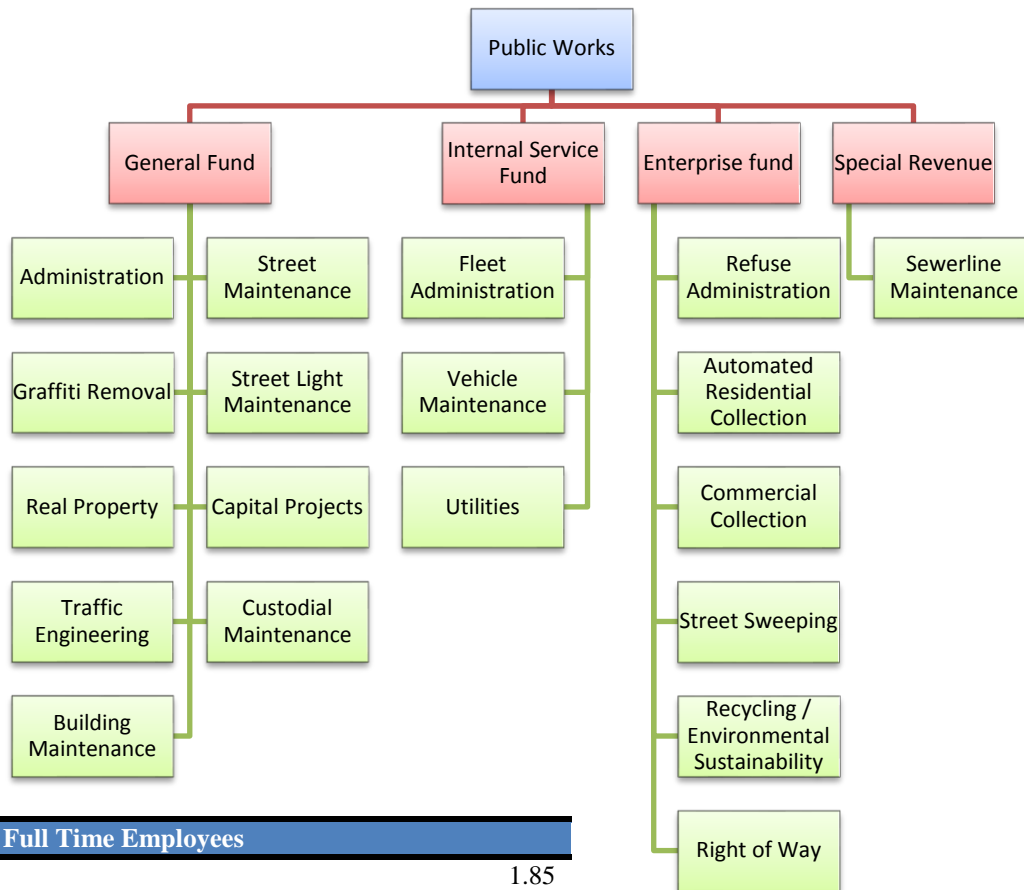 Public Works
General Fund
Internal Service
Fund
Enterprise fund
Special Revenue
Administration
Street
Maintenance
Graffiti Removal
Street Light
Maintenance
Real Property
Capital Projects
Traffic
Engineering
Custodial
Maintenance
Building
Maintenance
Fleet
Administration
Vehicle
Maintenance
Utilities
Refuse
Administration
Automated
Residential
Collection
Commercial
Collection
Street Sweeping
Recycling /
Environmental
Sustainability
Right of Way
Sewerline
Maintenance
Full Time Employees
1.85